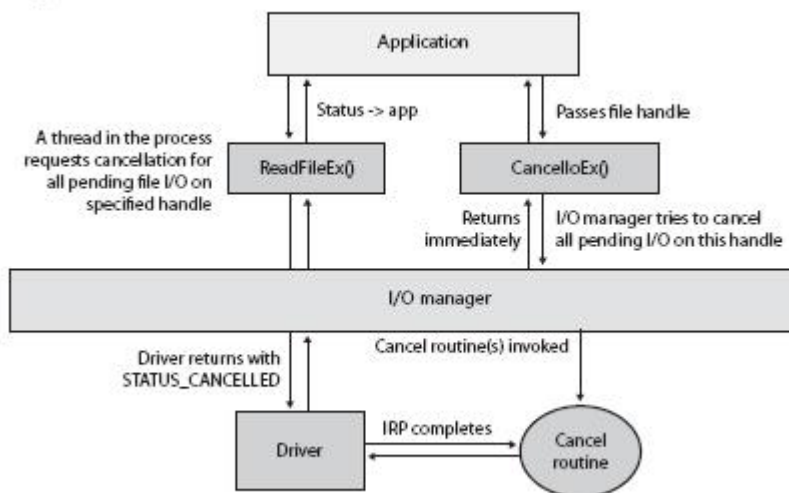 Application
Status -> app
Passes file handle
A thread in the process
requests cancellation for
all pending file I/O on
specified handle
ReadFileEx()
CancelIoEx()
Returns
immediately
I/O manager tries to cancel
all pending I/O on this handle
I/O manager
Driver returns with
STATUS_CANCELLED
Cancel routine(s) invoked
IRP completes
Driver
Cancel
routine